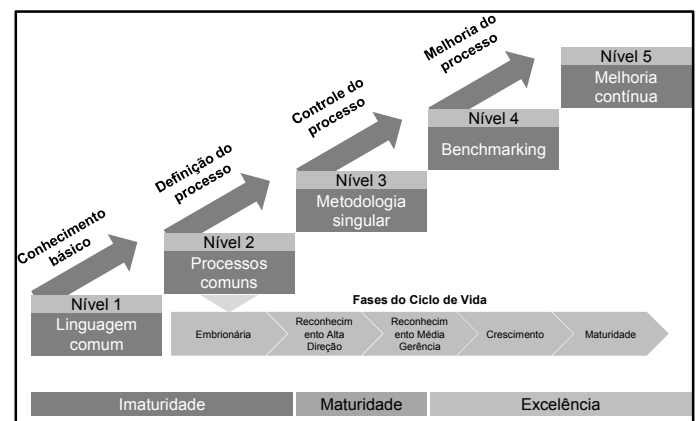 Melhoria do
processo
Nível 5
Melhoria
contínua
Controle do
processo
Nível 4
Benchmarking
Definição do
processo
Nível 3
Metodologia
singular
Conhecimento
básico
Nível 2
Processos
comuns
Nível 1
Linguagem
comum
Fases do Ciclo de Vida
Embrionária
Reconhecim
ento Alta
Direção
Reconhecim
ento Média
Gerência
Crescimento
Maturidade
Imaturidade
Maturidade
Excelência